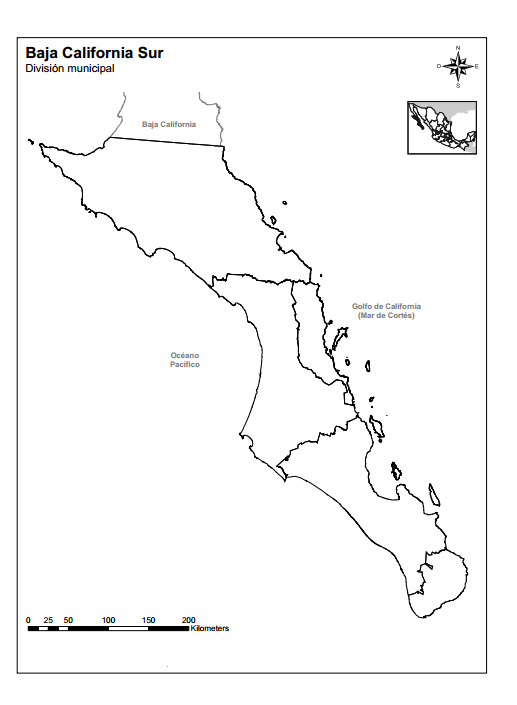 Baja California Sur
División municipal
N
O E
S
Baja California
Golfo de California
(Mar de Cortés)
Océano
Pacífico
0 25 50 100 150 200
Kilometers